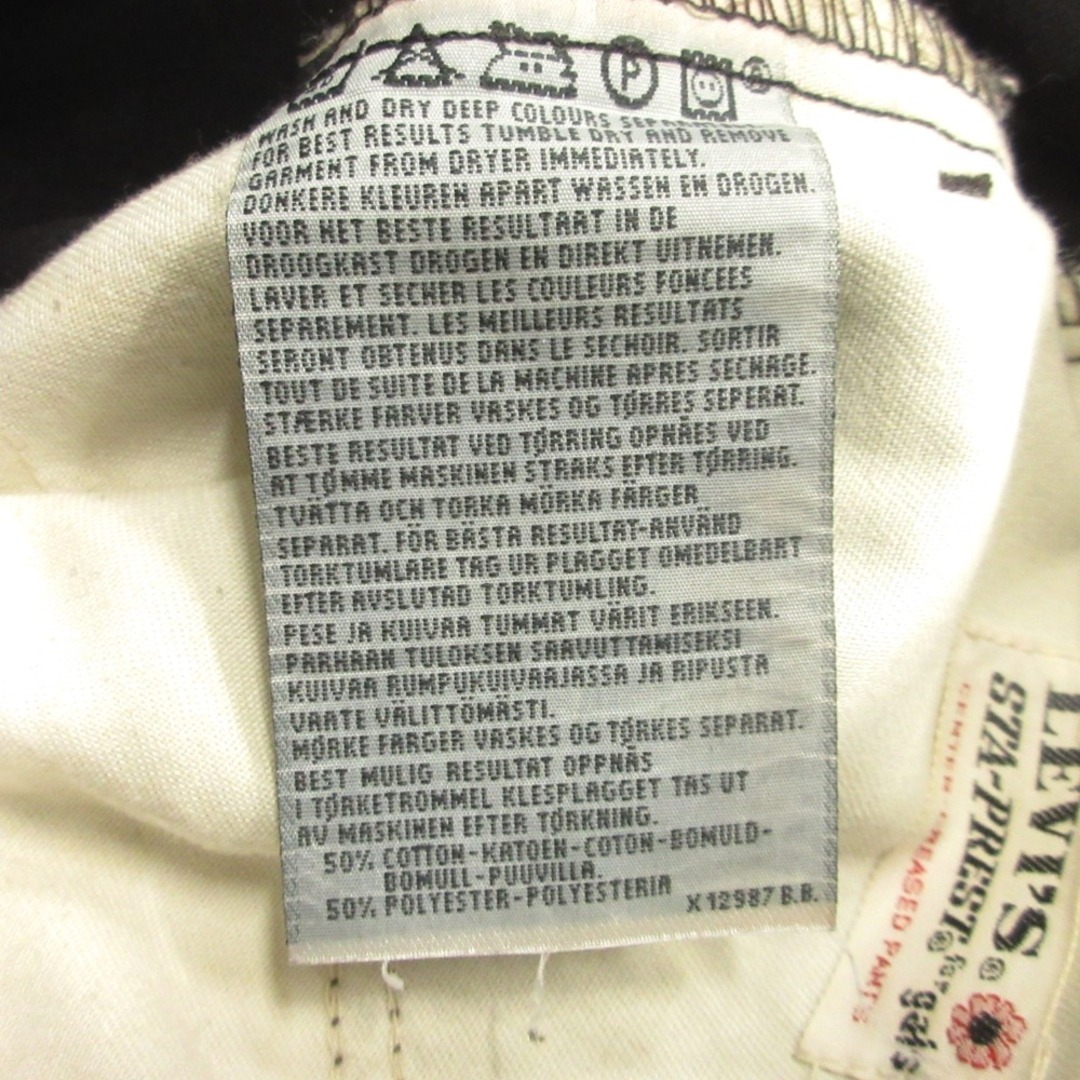 P
WASH AND DRY DEEP COLOURS
FOR BEST RESULTS TUMBLE DRY AND REMOVE
GARMENT FROM DRYER IMMEDIATELY.
DONKERE KLEUREN APART WASSEN EN DROGEN.
VOOR HET BESTE RESULTAAT IN DE
DROOGKAST DROGEN EN DIREKT UITNEMEN.
LAVER ET SECHER LES COULEURS FONCEES
SEPAREMENT. LES MEILLEURS RESULTATS
SERONT OBTENUS DANS LE SECHOIR. SORTIR
TOUT DE SUITE DE LA MACHINE APRES SECHAGE.
STÆRKE FARVER VASKES OG TØRRES SEPERAT.
BESTE RESULTAT VED TØRRING OPNÅES VED
AT TØMME MASKINEN STRAKS EFTER TØRRING.
TVÄTTA OCH TORKA MÖRKA FÄRGER
SEPARAT. FÖR BÄSTA RESULTAT-ANVÄND
TORKTUMLARE TAG UR PLAGGET OMEDELBART
EFTER AVSLUTAD TORKTUMLING.
PESE JA KUIVAA TUMMAT VÄRIT ERIKSEEN.
PARHAAN TULOKSEN SAAVUTTAMISEKSI
KUIVAA RUMPUKUIVAAJASSA JA RIPUSTA
VAATE VÄLITTÖMÄSTI.
MØRKE FARGER VASKES OG TØRKES SEPARAT.
BEST MULIG RESULTAT OPPNÅS
I TØRKETROMMEL KLESPLAGGET TAS UT
AV MASKINEN EFTER TØRKNING.
50% COTTON-KATOEN-COTON-BOMULD-
BOMULL-PUUVILLA.
50% POLYESTER-POLYESTERIA
X 12987 B.B.
LEVI'S®
STA-PREST® for gals
CENTER-CREASED PANTS